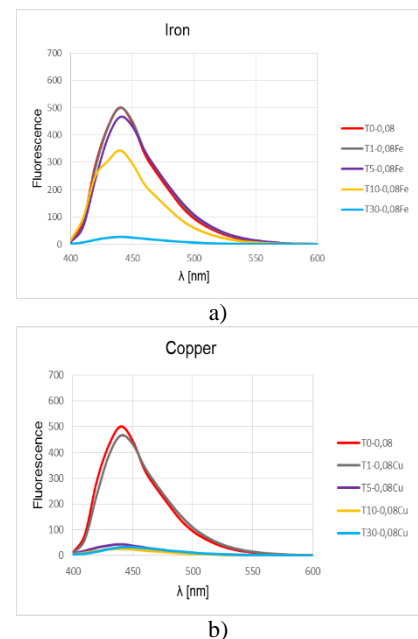 Iron
Fluorescence
700
600
500
400
300
200
100
0
400 450 500 550 600
λ [nm]
T0-0,08
T1-0,08Fe
T5-0,08Fe
T10-0,08Fe
T30-0,08Fe
a)
Copper
Fluorescence
700
600
500
400
300
200
100
0
400 450 500 550 600
λ [nm]
T0-0,08
T1-0,08Cu
T5-0,08Cu
T10-0,08Cu
T30-0,08Cu
b)